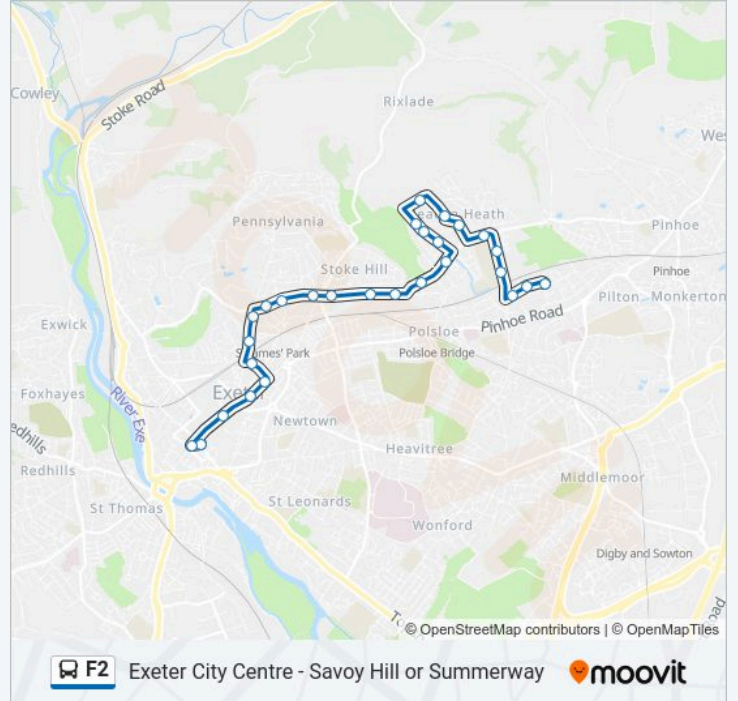 Cowley
Stoke Road
Rixlade
Pennsylvania
Heath
Pinhoe
Stoke Hill
Pinhoe
Pilton
Monkerton
Exwick
Pinhoe Road
Polsloe
Polsloe Bridge
Park
Foxhayes
River Exe
Newtown
Heavitree
Redhills
Middlemoor
St Thomas
St Leonards
Wonford
Digby and Sowton
© OpenStreetMap contributors | © OpenMapTiles
F2 Exeter City Centre - Savoy Hill or Summerway moovit